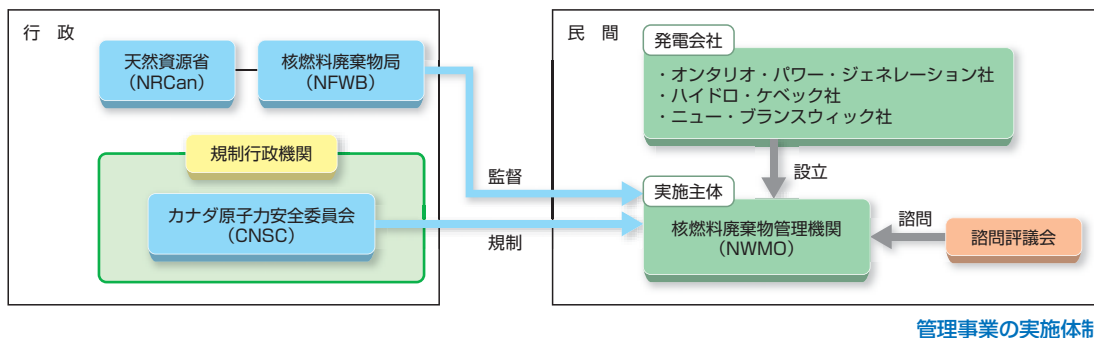 行 政
天然資源省
(NRCan)
核燃料廃棄物局
(NFWB)
規制行政機関
カナダ原子力安全委員会
(CNSC)
監督
規制
民 間
発電会社
・オンタリオ・パワー・ジェネレーション社
・ハイドロ・ケベック社
・ニュー・ブランスウィック社
設立
実施主体
核燃料廃棄物管理機関
(NWMO)
諮問
諮問評議会
管理事業の実施体制